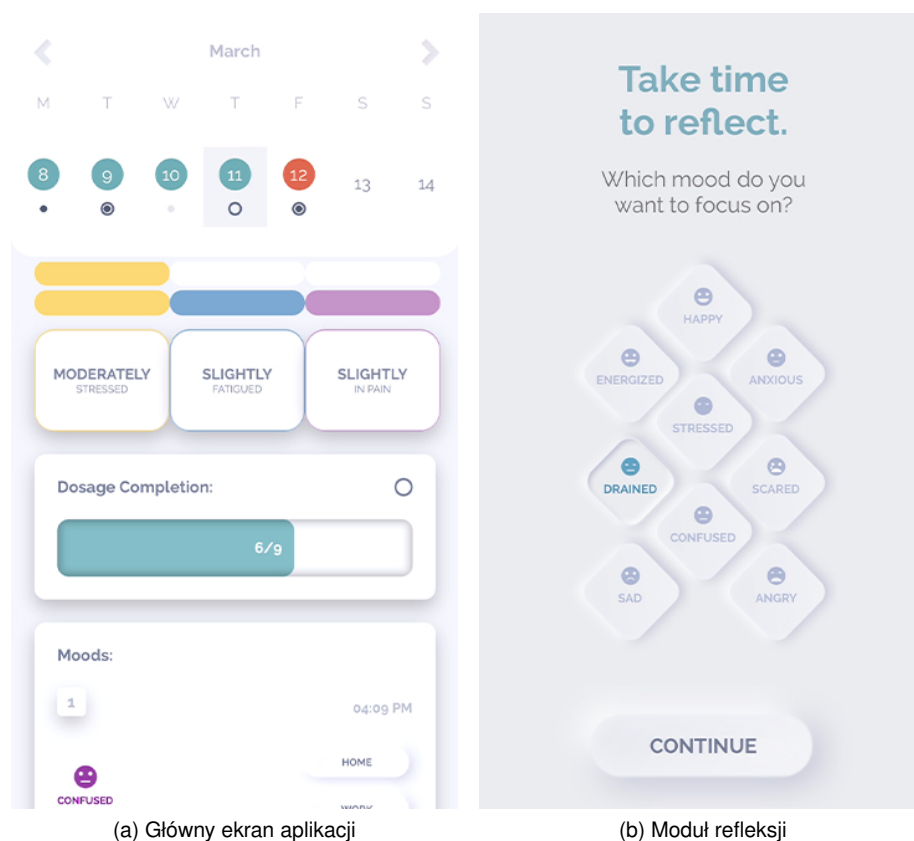 March
M T W T F S S
8 9 10 11 12 13 14
MODERATELY
STRESSED
SLIGHTLY
FATIGUED
SLIGHTLY
IN PAIN
Dosage Completion:
6/9
Moods:
1
04:09 PM
HOME
CONFUSED
WORK
(a) Główny ekran aplikacji
Take time
to reflect.
Which mood do you
want to focus on?
HAPPY
ENERGIZED
ANXIOUS
STRESSED
DRAINED
SCARED
CONFUSED
SAD
ANGRY
CONTINUE
(b) Moduł refleksji